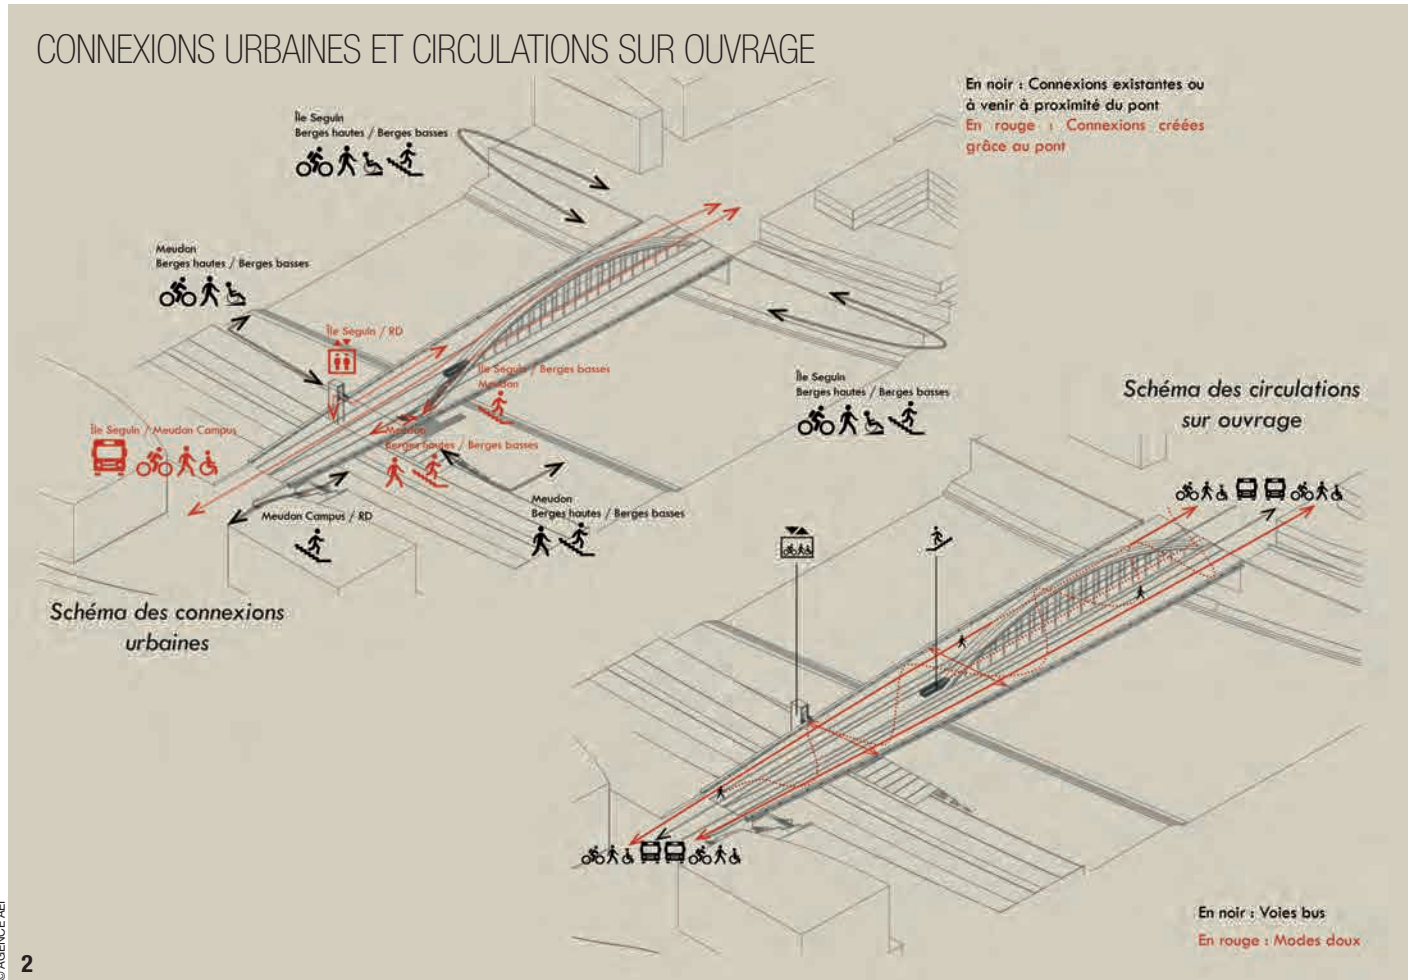 CONNEXIONS URBAINES ET CIRCULATIONS SUR OUVRAGE
En noir : Connexions existantes ou
à venir à proximité du pont
En rouge : Connexions créées
grâce au pont
Île Seguin
Berges hautes / Berges basses
Meudon
Berges hautes / Berges basses
Île Seguin / RD
Île Seguin / Berges basses
Meudon
Île Seguin
Berges hautes / Berges basses
Île Seguin / Meudon Campus
Meudon
Berges hautes / Berges basses
Meudon Campus / RD
Meudon
Berges hautes / Berges basses
Schéma des connexions
urbaines
Schéma des circulations
sur ouvrage
En noir : Voies bus
En rouge : Modes doux
© AGENCE AEI
2